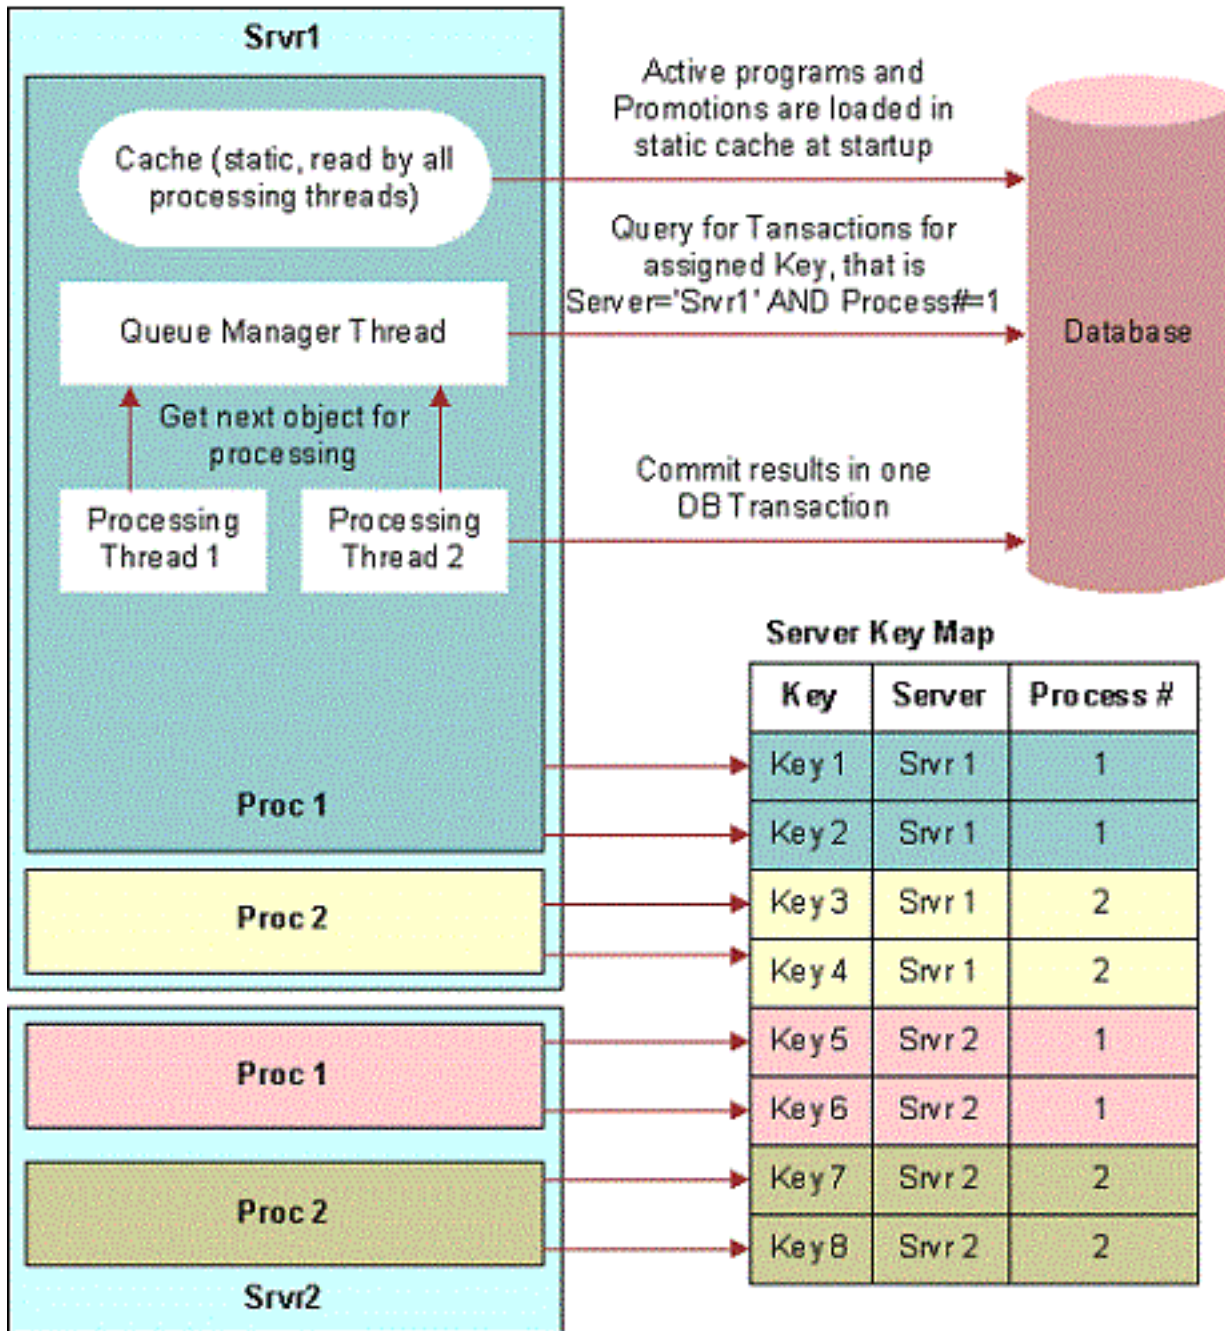 Srvr1
Cache (static, read by all
processing threads)
Queue Manager Thread
Get next object for
processing
Processing
Thread 1
Processing
Thread 2
Proc 1
Proc 2
Proc 1
Proc 2
Srvr2
Active programs and
Promotions are loaded in
static cache at startup
Query for Tansactions for
assigned Key, that is
Server='Srvr1' AND Process#=1
Commit results in one
DB Transaction
Database
Server Key Map
Key Server Process #
Key 1 Srvr 1 1
Key 2 Srvr 1 1
Key 3 Srvr 1 2
Key 4 Srvr 1 2
Key 5 Srvr 2 1
Key 6 Srvr 2 1
Key 7 Srvr 2 2
Key 8 Srvr 2 2